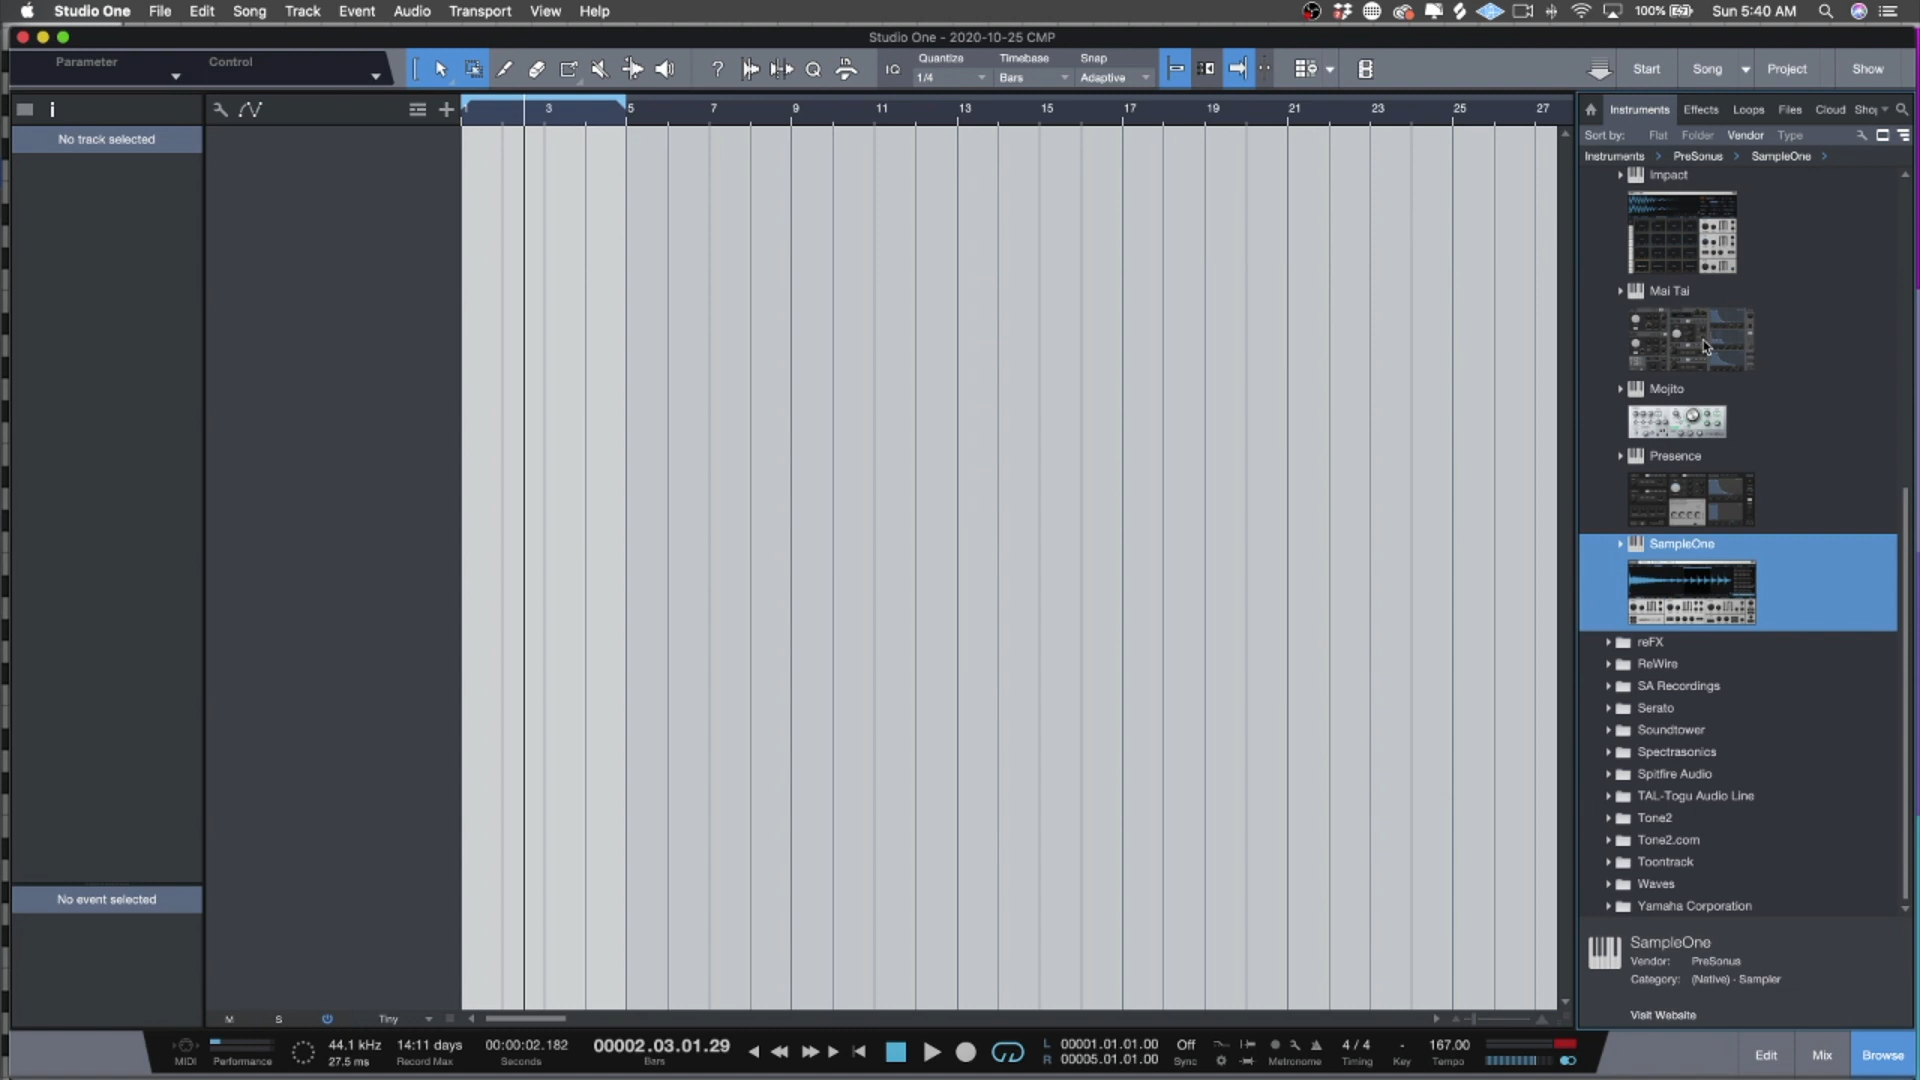 Studio One File Edit Song Track Event Audio Transport View Help 100% Sun 5:40 AM
Studio One - 2020-10-25 CMP
Parameter Control
? IQ Quantize Timebase Snap
1/4 Bars Adaptive
Start Song Project Show
i
3 5 7 9 11 13 15 17 19 21 23 25 27
Instruments Effects Loops Files Cloud Shop
No track selected
Sort by: Flat Folder Vendor Type
Instruments > PreSonus > SampleOne >
Impact
Mai Tai
Mojito
Presence
SampleOne
reFX
ReWire
SA Recordings
Serato
Soundtower
Spectrasonics
Spitfire Audio
TAL-Togu Audio Line
Tone2
Tone2.com
Toontrack
Waves
Yamaha Corporation
No event selected
SampleOne
Vendor: PreSonus
Category: (Native) - Sampler
Visit Website
M S Tiny
MIDI Performance
44.1 kHz
27.5 ms
14:11 days
Record Max
00:00:02.182
Seconds
00002.03.01.29
Bars
L 00001.01.01.00
R 00005.01.01.00
Off
Sync
Metronome
4 / 4
Timing
-
Key
167.00
Tempo
Edit Mix Browse